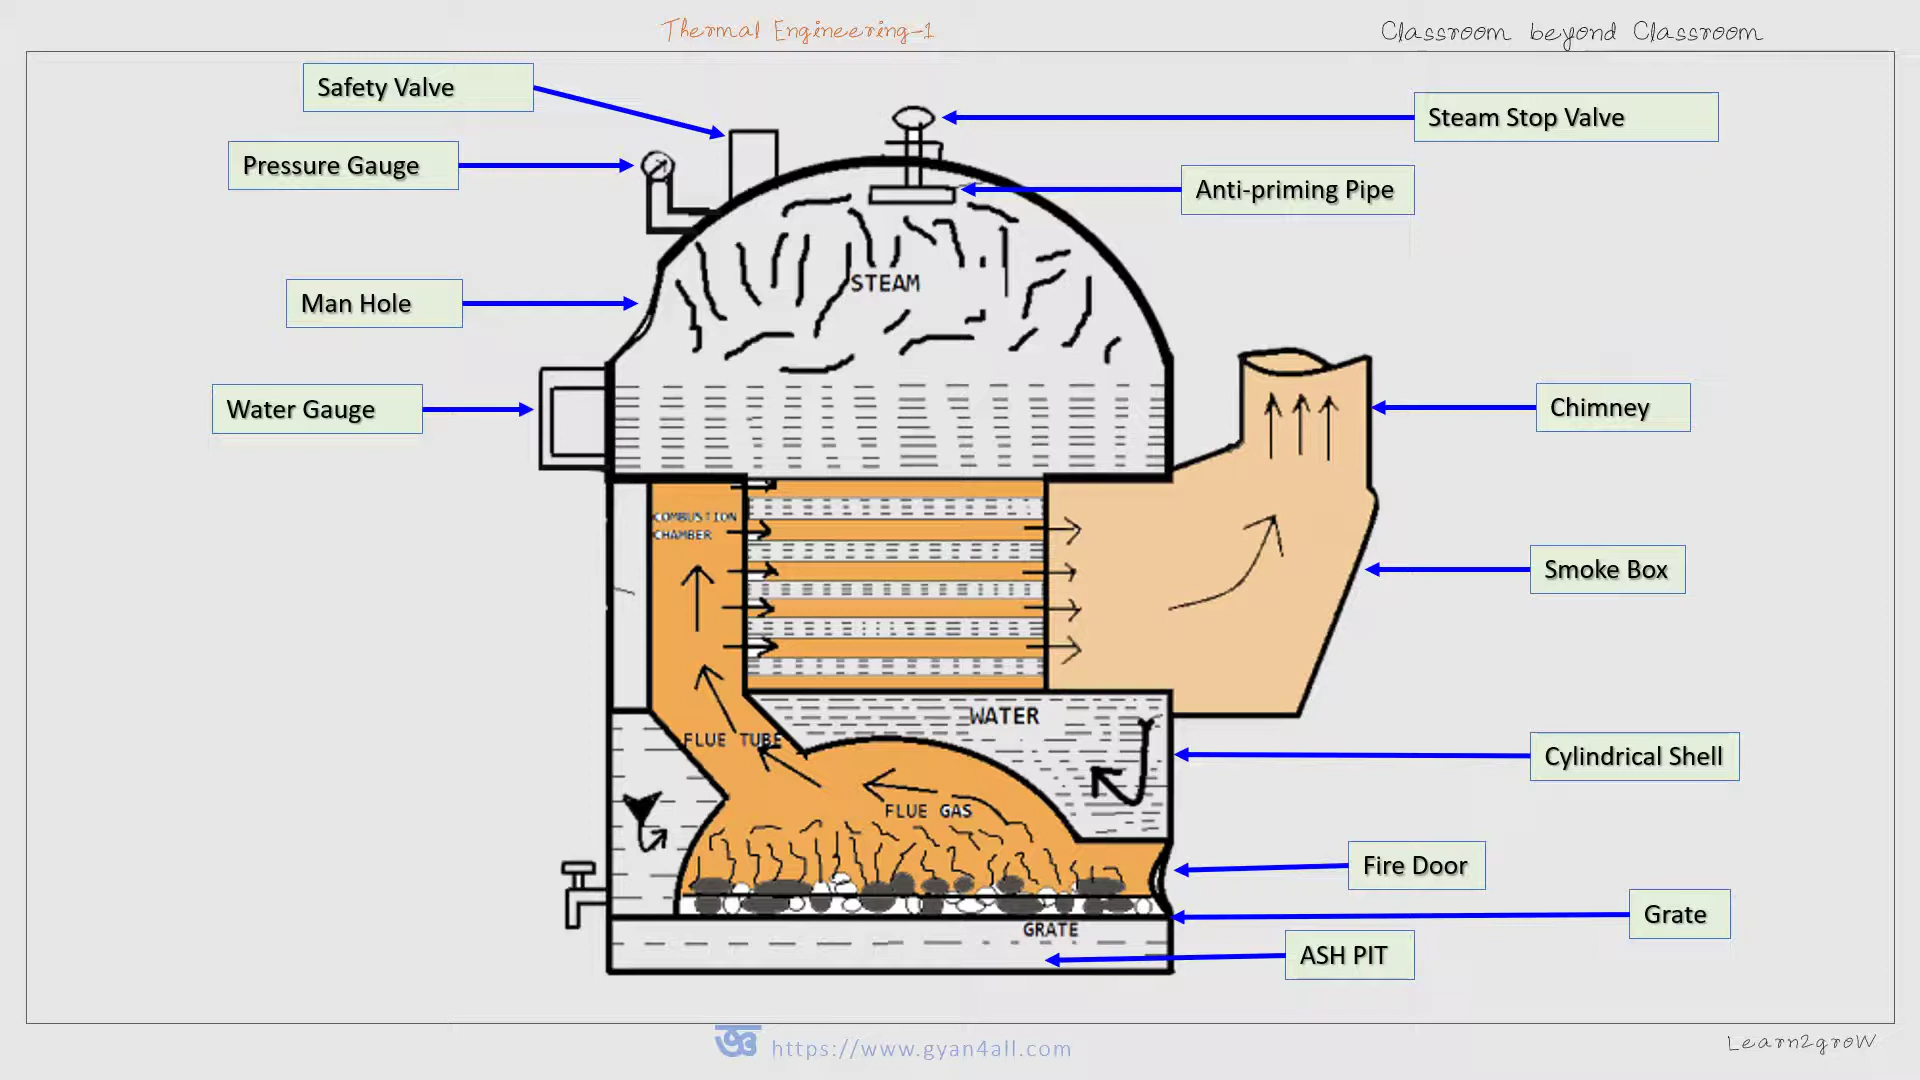 Thermal Engineering-1
Classroom beyond Classroom
Safety Valve
Steam Stop Valve
Pressure Gauge
Anti-priming Pipe
STEAM
Man Hole
Water Gauge
Chimney
COMBUSTION
CHAMBER
Smoke Box
WATER
FLUE TUBE
Cylindrical Shell
FLUE GAS
Fire Door
Grate
GRATE
ASH PIT
https://www.gyan4all.com
Learn2groW